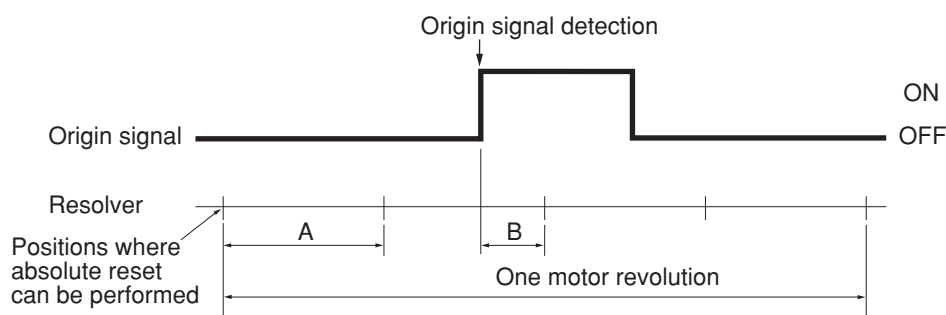 Origin signal detection
ON
Origin signal
OFF
Resolver
A
B
Positions where
absolute reset
can be performed
One motor revolution